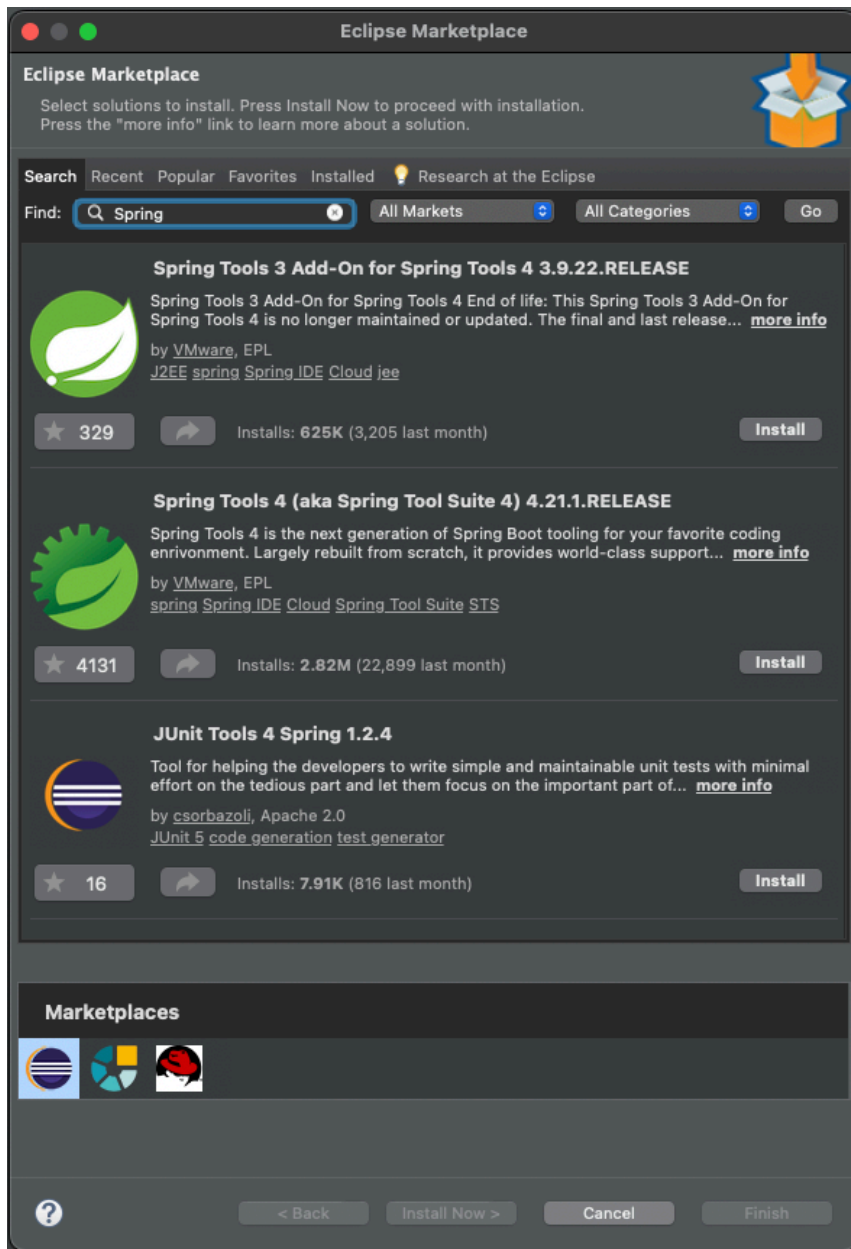 Eclipse Marketplace
Eclipse Marketplace
Select solutions to install. Press Install Now to proceed with installation.
Press the "more info" link to learn more about a solution.
Search Recent Popular Favorites Installed Research at the Eclipse
Find: Spring All Markets All Categories Go
Spring Tools 3 Add-On for Spring Tools 4 3.9.22.RELEASE
Spring Tools 3 Add-On for Spring Tools 4 End of life: This Spring Tools 3 Add-On for
Spring Tools 4 is no longer maintained or updated. The final and last release... more info
by VMware, EPL
J2EE spring Spring IDE Cloud jee
329 Installs: 625K (3,205 last month) Install
Spring Tools 4 (aka Spring Tool Suite 4) 4.21.1.RELEASE
Spring Tools 4 is the next generation of Spring Boot tooling for your favorite coding
enrivonment. Largely rebuilt from scratch, it provides world-class support... more info
by VMware, EPL
spring Spring IDE Cloud Spring Tool Suite STS
4131 Installs: 2.82M (22,899 last month) Install
JUnit Tools 4 Spring 1.2.4
Tool for helping the developers to write simple and maintainable unit tests with minimal
effort on the tedious part and let them focus on the important part of... more info
by csorbazoli, Apache 2.0
JUnit 5 code generation test generator
16 Installs: 7.91K (816 last month) Install
Marketplaces
? < Back Install Now > Cancel Finish